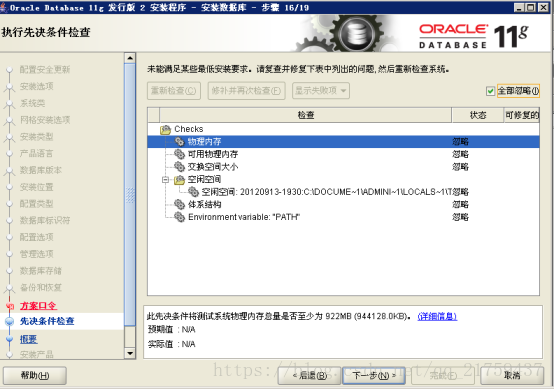 Oracle Database 11g 发行版 2 安装程序 - 安装数据库 - 步骤 16/19
执行先决条件检查
ORACLE
DATABASE 11g
配置安全更新
安装选项
系统类
网格安装选项
安装类型
产品语言
数据库版本
安装位置
配置类型
数据库标识符
配置选项
管理选项
数据库存储
备份和恢复
方案口令
先决条件检查
概要
安装产品
未能满足某些最低安装要求。请复查并修复下表中列出的问题, 然后重新检查系统。
重新检查(C) 修补并再次检查(F) 显示失败项 全部忽略(I)
检查 状态 可修复的
Checks
物理内存 忽略
可用物理内存 忽略
交换空间大小 忽略
空闲空间
空闲空间: 20120913-1930:C:\DOCUME~1\ADMINI~1\LOCALS~1\T 忽略
体系结构 忽略
Environment variable: "PATH" 忽略
此先决条件将测试系统物理内存总量是否至少为 922MB (944128.0KB)。 (详细信息)
预期值 : N/A
实际值 : N/A
帮助(H) < 后退(B) 下一步(N) > 完成(F) 取消